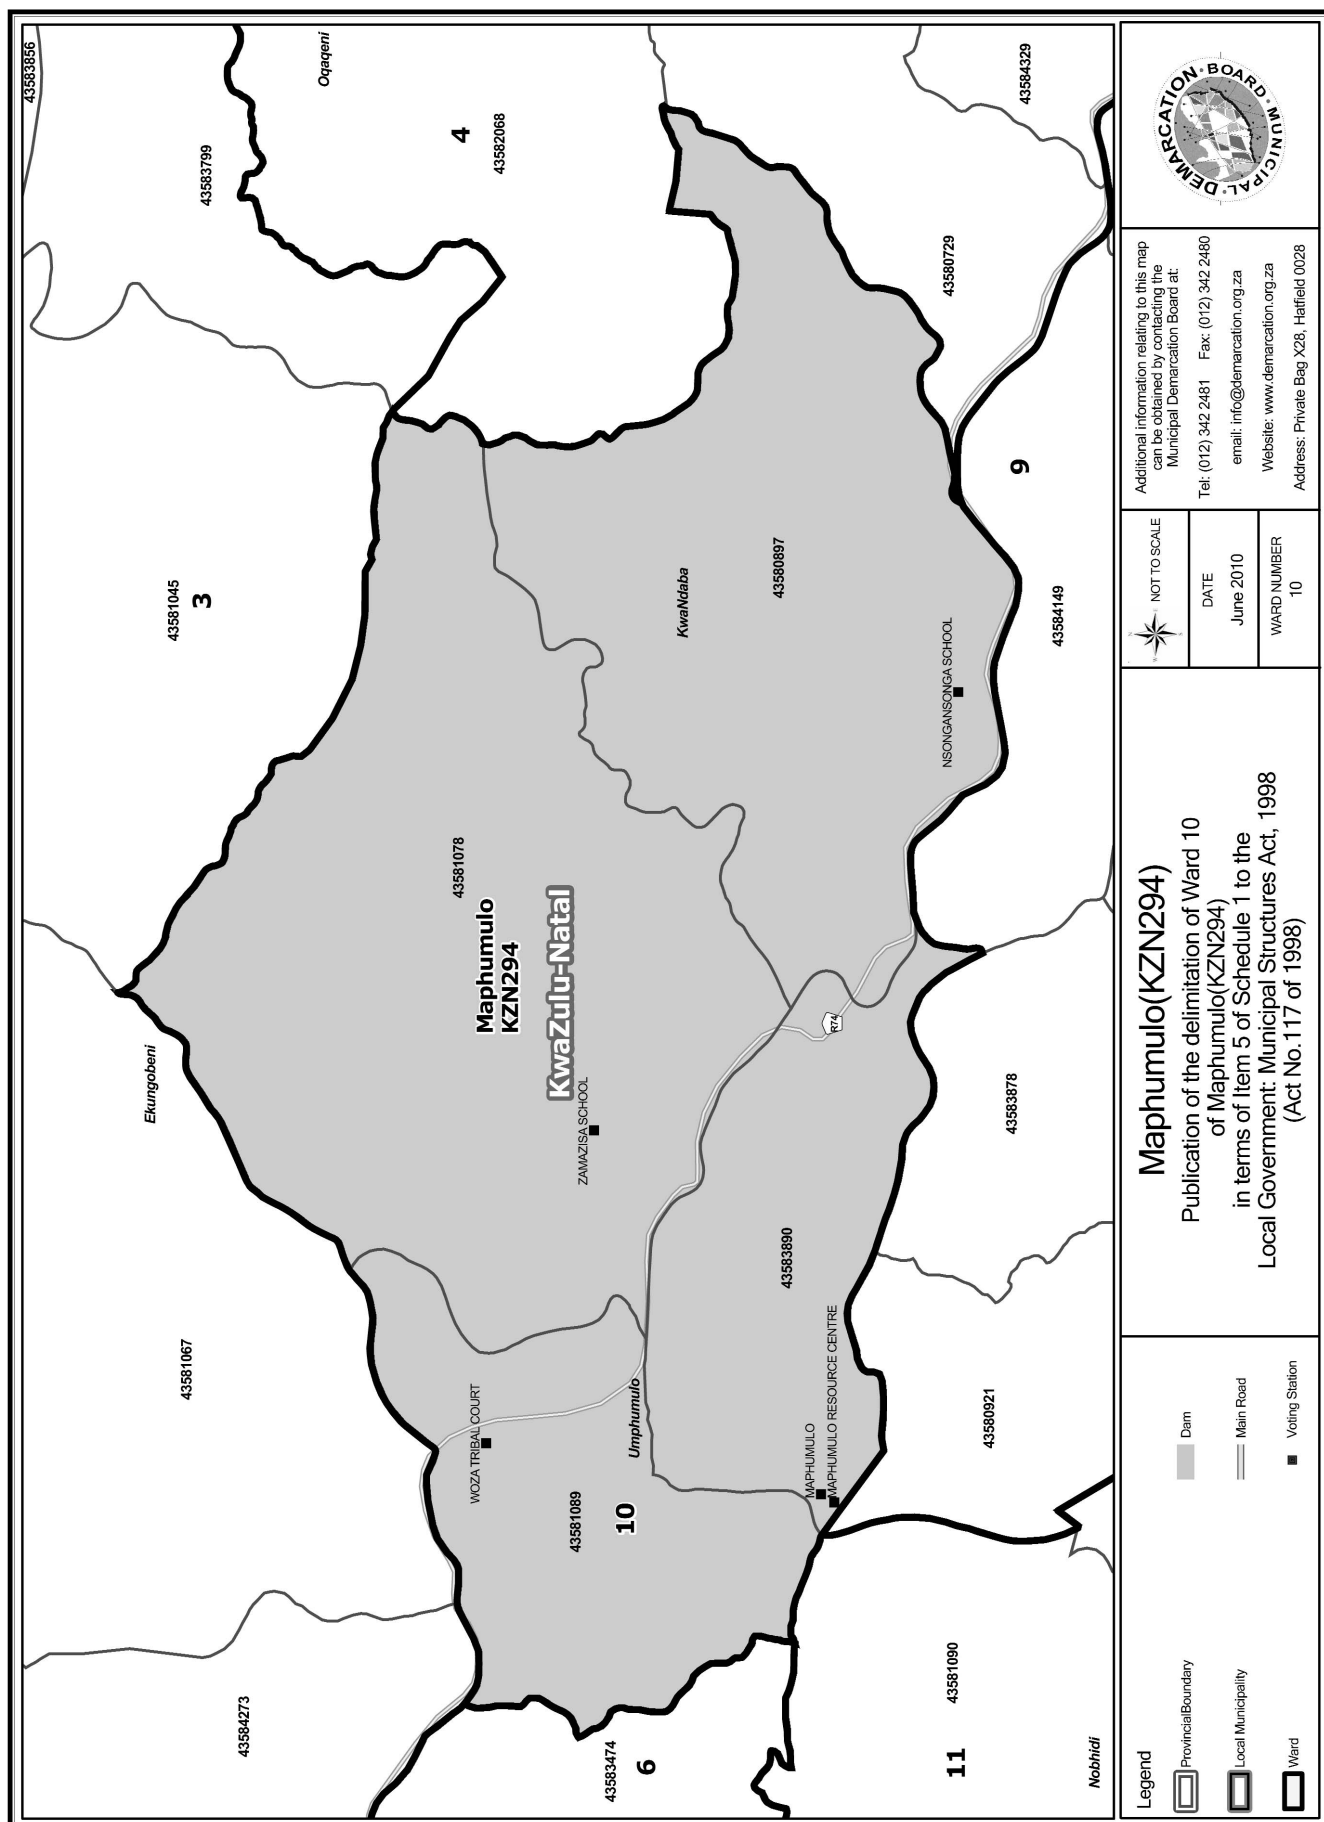 43583856
Oqaqeni
43583799
4
43582068
43584329
43581045
3
43580729
9
KwaNdaba
43580897
43584149
NSONGANSONGA SCHOOL
43581078
Maphumulo
KZN294
KwaZulu-Natal
Ekungobeni
ZAMAZISA SCHOOL
R74
43583878
43583890
43581067
WOZA TRIBAL COURT
Umphumulo
MAPHUMULO
MAPHUMULO RESOURCE CENTRE
43580921
43581089
10
43584273
43583474
6
43581090
11
Nobhidi
Legend
ProvincialBoundary
Local Municipality
Ward
Dam
Main Road
Voting Station
Maphumulo(KZN294)
Publication of the delimitation of Ward 10
of Maphumulo(KZN294)
in terms of Item 5 of Schedule 1 to the
Local Government: Municipal Structures Act, 1998
(Act No.117 of 1998)
N
W E
S
NOT TO SCALE
DATE
June 2010
WARD NUMBER
10
Additional information relating to this map
can be obtained by contacting the
Municipal Demarcation Board at:
Tel: (012) 342 2481 Fax: (012) 342 2480
email: info@demarcation.org.za
Website: www.demarcation.org.za
Address: Private Bag X28, Hatfield 0028
MUNICIPAL · DEMARCATION · BOARD ·